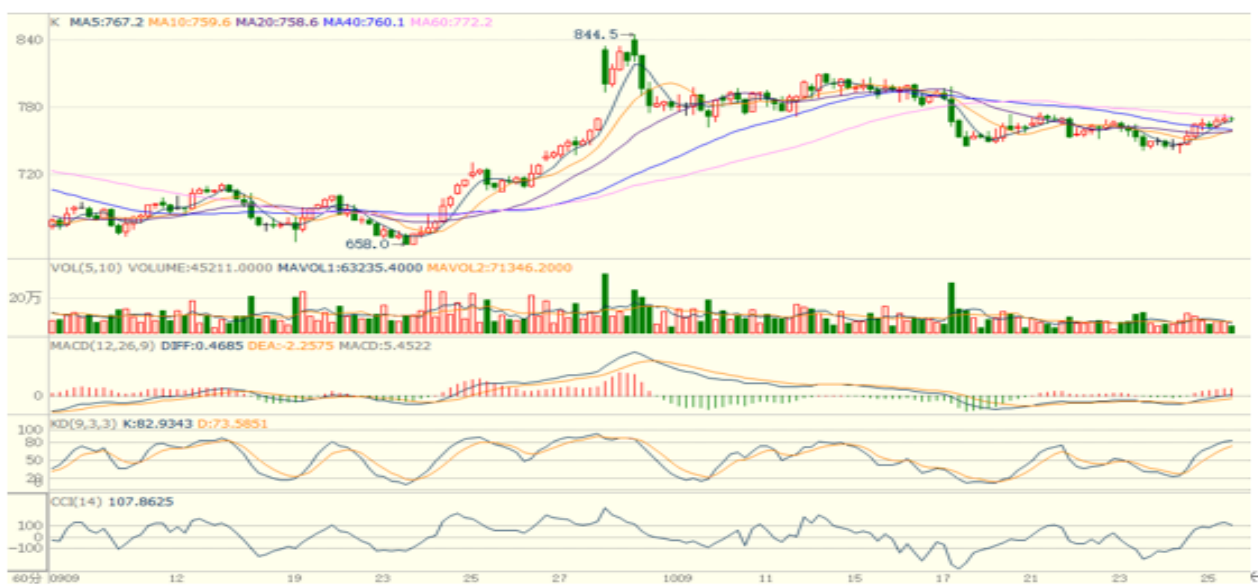 K MA5:767.2 MA10:759.6 MA20:758.6 MA40:760.1 MA60:772.2
840
844.5
780
720
658.0
VOL(5,10) VOLUME:45211.0000 MAVOL1:63235.4000 MAVOL2:71346.2000
20万
MACD(12,26,9) DIFF:0.4685 DEA:-2.2575 MACD:5.4522
0
KD(9,3,3) K:82.9343 D:73.5851
100
80
50
20
0
CCI(14) 107.8625
100
0
-100
60分 0909 12 19 23 25 27 1009 11 15 17 21 23 25